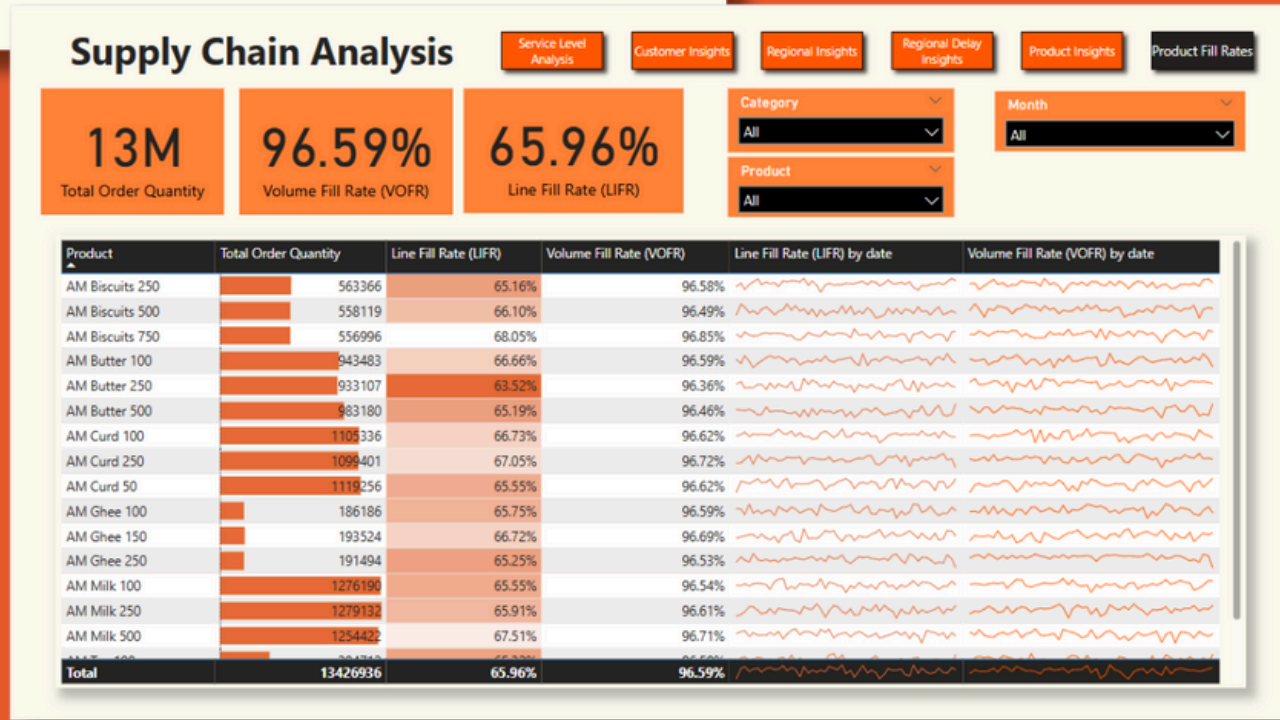 Supply Chain Analysis
Service Level
Analysis
Customer Insights
Regional Insights
Regional Delay
Insights
Product Insights
Product Fill Rates
13M
Total Order Quantity
96.59%
Volume Fill Rate (VOFR)
65.96%
Line Fill Rate (LIFR)
Category
All
Product
All
Month
All
Product Total Order Quantity Line Fill Rate (LIFR) Volume Fill Rate (VOFR) Line Fill Rate (LIFR) by date Volume Fill Rate (VOFR) by date
AM Biscuits 250 563366 65.16% 96.58%
AM Biscuits 500 558119 66.10% 96.49%
AM Biscuits 750 556996 68.05% 96.85%
AM Butter 100 943483 66.66% 96.59%
AM Butter 250 933107 63.52% 96.36%
AM Butter 500 983180 65.19% 96.46%
AM Curd 100 1105336 66.73% 96.62%
AM Curd 250 1099401 67.05% 96.72%
AM Curd 50 1119256 65.55% 96.62%
AM Ghee 100 186186 65.75% 96.59%
AM Ghee 150 193524 66.72% 96.69%
AM Ghee 250 191494 65.25% 96.53%
AM Milk 100 1276190 65.55% 96.54%
AM Milk 250 1279132 65.91% 96.61%
AM Milk 500 1254422 67.51% 96.71%
Total 13426936 65.96% 96.59%